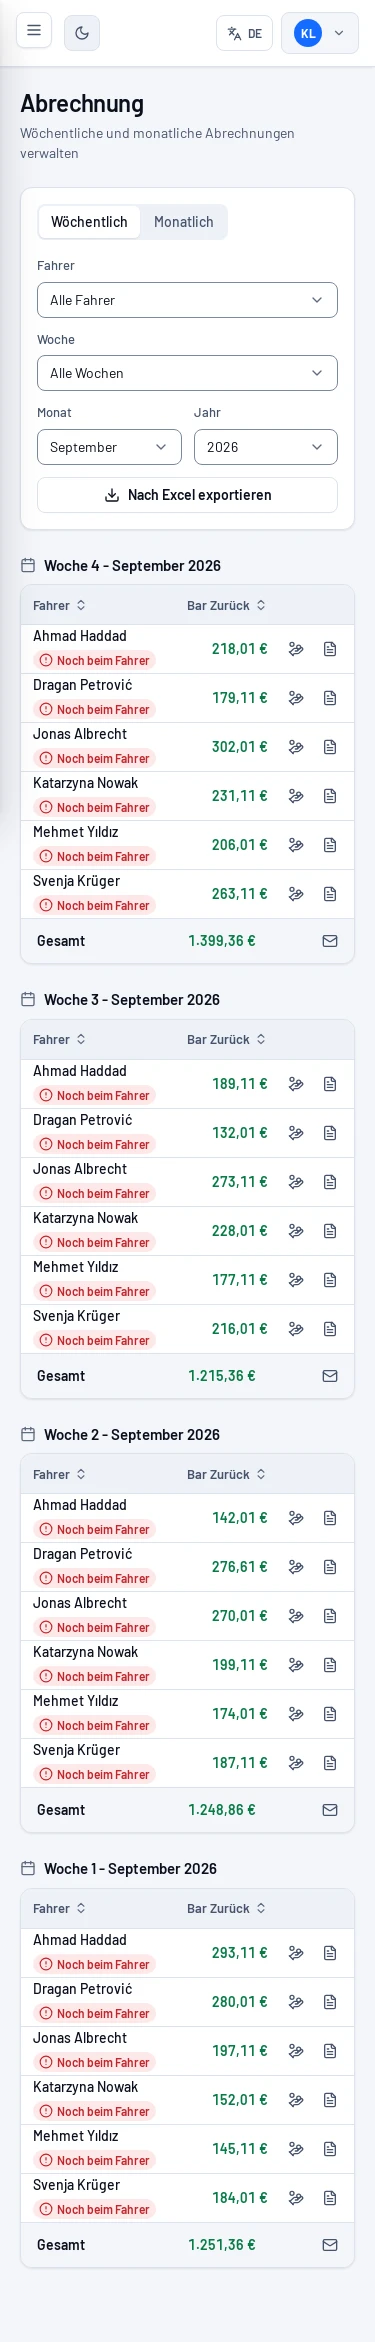 DE
KL
Abrechnung
Wöchentliche und monatliche Abrechnungen
verwalten
Wöchentlich Monatlich
Fahrer
Alle Fahrer
Woche
Alle Wochen
Monat Jahr
September 2026
Nach Excel exportieren
Woche 4 - September 2026
Fahrer Bar Zurück
Ahmad Haddad
Noch beim Fahrer 218,01 €
Dragan Petrović
Noch beim Fahrer 179,11 €
Jonas Albrecht
Noch beim Fahrer 302,01 €
Katarzyna Nowak
Noch beim Fahrer 231,11 €
Mehmet Yıldız
Noch beim Fahrer 206,01 €
Svenja Krüger
Noch beim Fahrer 263,11 €
Gesamt 1.399,36 €
Woche 3 - September 2026
Fahrer Bar Zurück
Ahmad Haddad
Noch beim Fahrer 189,11 €
Dragan Petrović
Noch beim Fahrer 132,01 €
Jonas Albrecht
Noch beim Fahrer 273,11 €
Katarzyna Nowak
Noch beim Fahrer 228,01 €
Mehmet Yıldız
Noch beim Fahrer 177,11 €
Svenja Krüger
Noch beim Fahrer 216,01 €
Gesamt 1.215,36 €
Woche 2 - September 2026
Fahrer Bar Zurück
Ahmad Haddad
Noch beim Fahrer 142,01 €
Dragan Petrović
Noch beim Fahrer 276,61 €
Jonas Albrecht
Noch beim Fahrer 270,01 €
Katarzyna Nowak
Noch beim Fahrer 199,11 €
Mehmet Yıldız
Noch beim Fahrer 174,01 €
Svenja Krüger
Noch beim Fahrer 187,11 €
Gesamt 1.248,86 €
Woche 1 - September 2026
Fahrer Bar Zurück
Ahmad Haddad
Noch beim Fahrer 293,11 €
Dragan Petrović
Noch beim Fahrer 280,01 €
Jonas Albrecht
Noch beim Fahrer 197,11 €
Katarzyna Nowak
Noch beim Fahrer 152,01 €
Mehmet Yıldız
Noch beim Fahrer 145,11 €
Svenja Krüger
Noch beim Fahrer 184,01 €
Gesamt 1.251,36 €